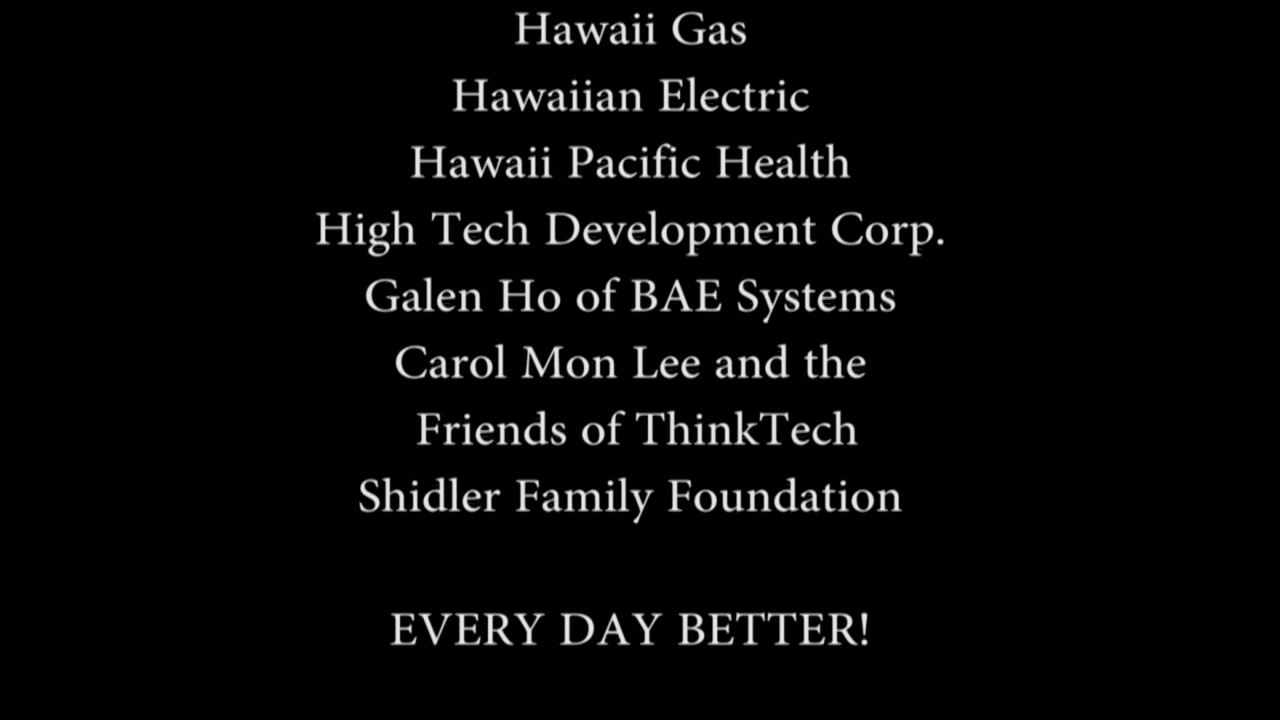 Hawaii Gas
Hawaiian Electric
Hawaii Pacific Health
High Tech Development Corp.
Galen Ho of BAE Systems
Carol Mon Lee and the
Friends of ThinkTech
Shidler Family Foundation
EVERY DAY BETTER!